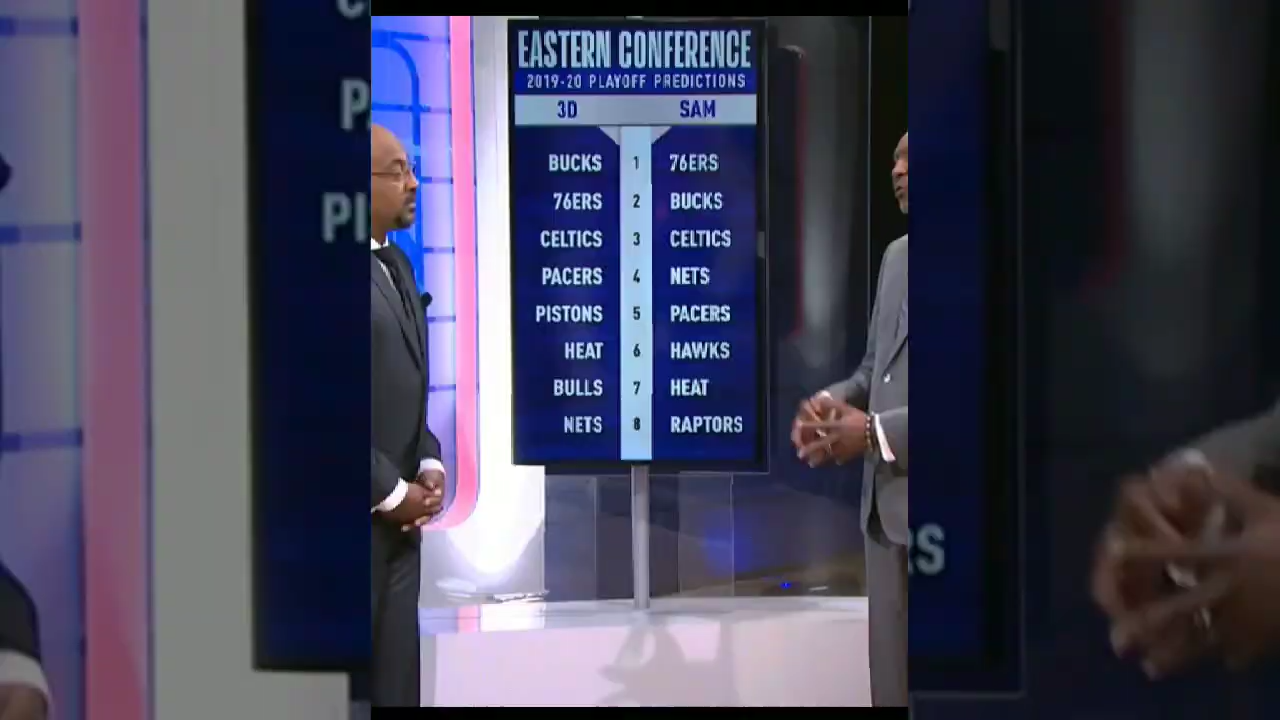 EASTERN CONFERENCE
2019-20 PLAYOFF PREDICTIONS
3D SAM
BUCKS 1 76ERS
76ERS 2 BUCKS
CELTICS 3 CELTICS
PACERS 4 NETS
PISTONS 5 PACERS
HEAT 6 HAWKS
BULLS 7 HEAT
NETS 8 RAPTORS